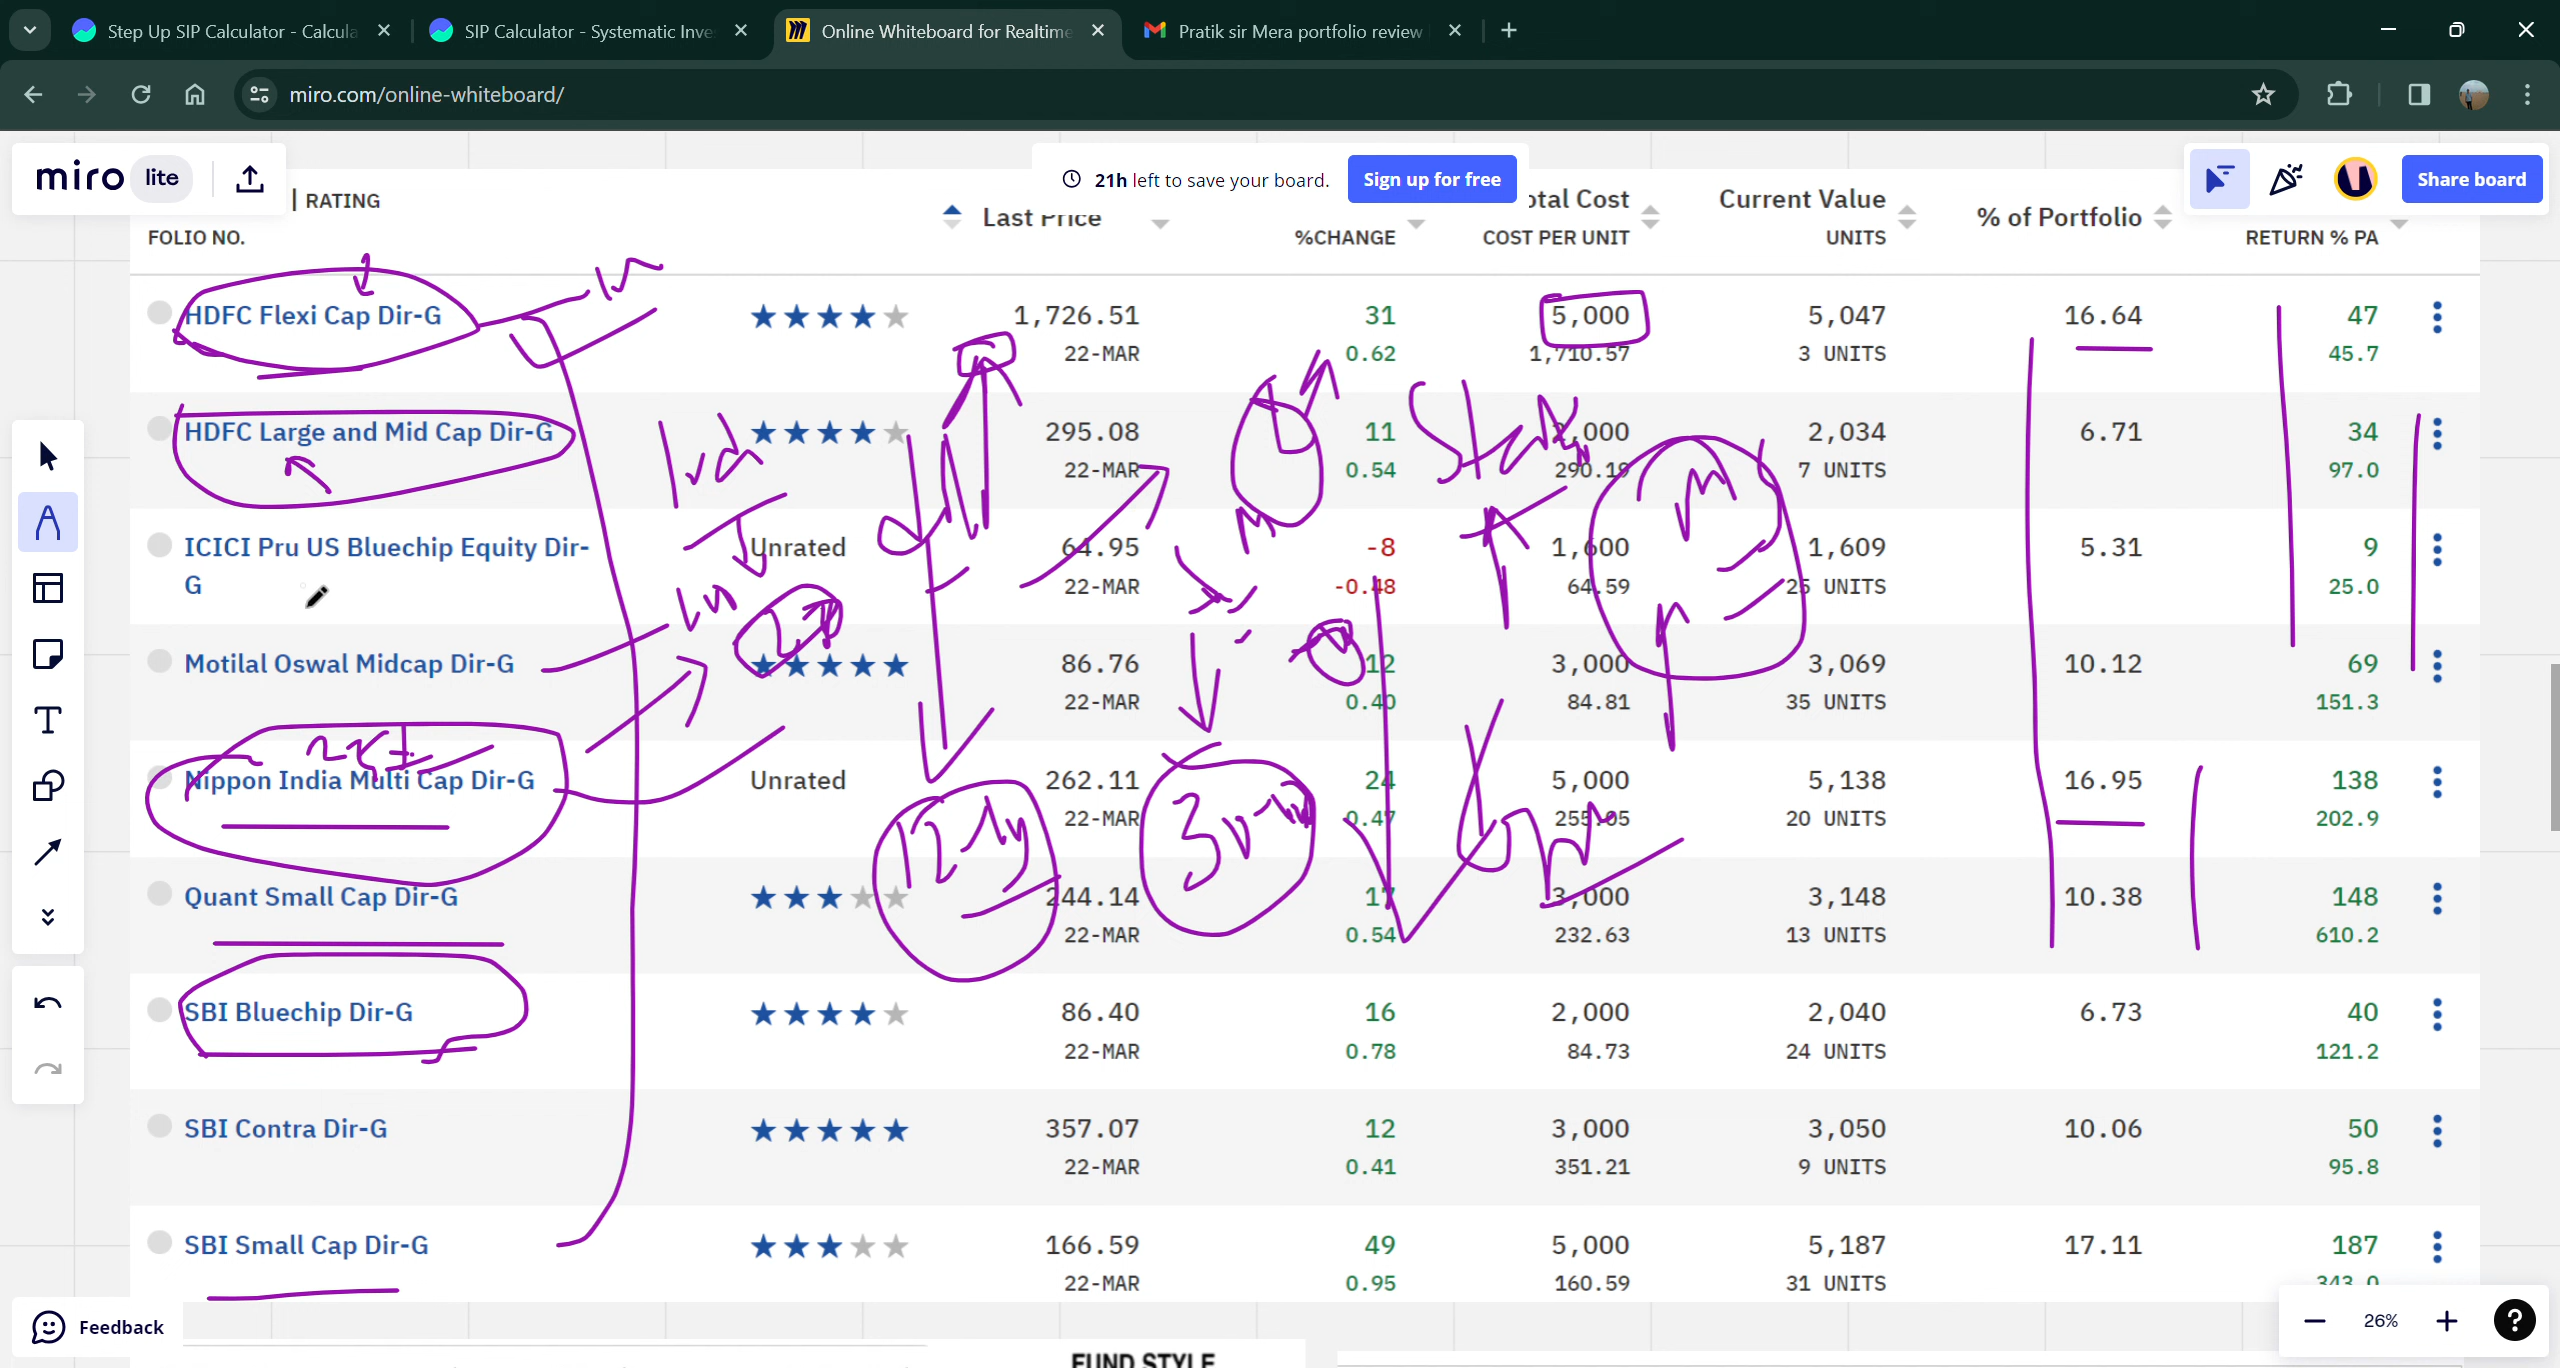 Step Up SIP Calculator - Calcula
SIP Calculator - Systematic Inve
Online Whiteboard for Realtime
Pratik sir Mera portfolio review
miro.com/online-whiteboard/
miro lite
21h left to save your board.
Sign up for free
Share board
| RATING
FOLIO NO.
Last Price
%CHANGE
otal Cost
COST PER UNIT
Current Value
UNITS
% of Portfolio
RETURN % PA
HDFC Flexi Cap Dir-G 1,726.51 31 5,000 5,047 16.64 47
22-MAR 0.62 1,710.57 3 UNITS 45.7
HDFC Large and Mid Cap Dir-G 295.08 11 2,000 2,034 6.71 34
22-MAR 0.54 290.19 7 UNITS 97.0
ICICI Pru US Bluechip Equity Dir- Unrated 64.95 -8 1,600 1,609 5.31 9
G 22-MAR -0.48 64.59 25 UNITS 25.0
Motilal Oswal Midcap Dir-G 86.76 12 3,000 3,069 10.12 69
22-MAR 0.40 84.81 35 UNITS 151.3
Nippon India Multi Cap Dir-G Unrated 262.11 24 5,000 5,138 16.95 138
22-MAR 0.47 255.05 20 UNITS 202.9
Quant Small Cap Dir-G 244.14 17 3,000 3,148 10.38 148
22-MAR 0.54 232.63 13 UNITS 610.2
SBI Bluechip Dir-G 86.40 16 2,000 2,040 6.73 40
22-MAR 0.78 84.73 24 UNITS 121.2
SBI Contra Dir-G 357.07 12 3,000 3,050 10.06 50
22-MAR 0.41 351.21 9 UNITS 95.8
SBI Small Cap Dir-G 166.59 49 5,000 5,187 17.11 187
22-MAR 0.95 160.59 31 UNITS 343.0
Feedback
26%
FUND STYLE